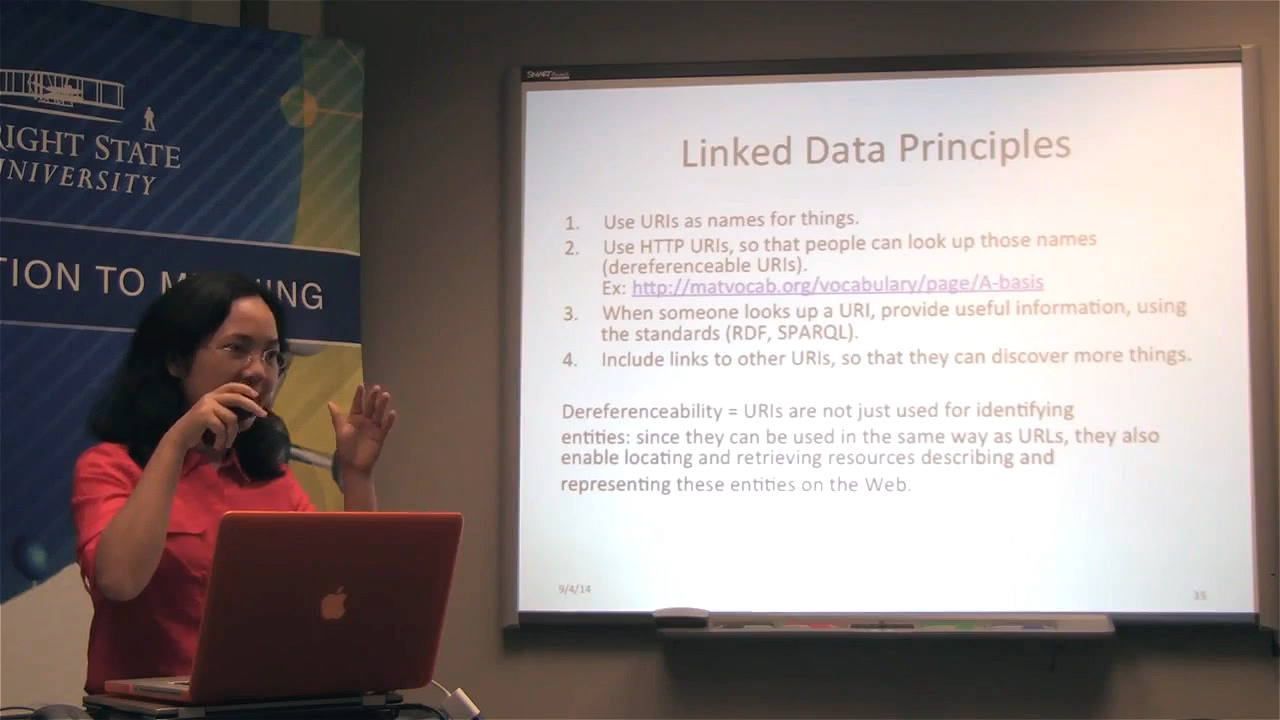 RIGHT STATE
UNIVERSITY
TION TO M NING
SMART
Linked Data Principles
1. Use URIs as names for things.
2. Use HTTP URIs, so that people can look up those names
(dereferenceable URIs).
Ex: http://matvocab.org/vocabulary/page/A-basis
3. When someone looks up a URI, provide useful information, using
the standards (RDF, SPARQL).
4. Include links to other URIs, so that they can discover more things.
Dereferenceability = URIs are not just used for identifying
entities: since they can be used in the same way as URLs, they also
enable locating and retrieving resources describing and
representing these entities on the Web.
9/4/14
35